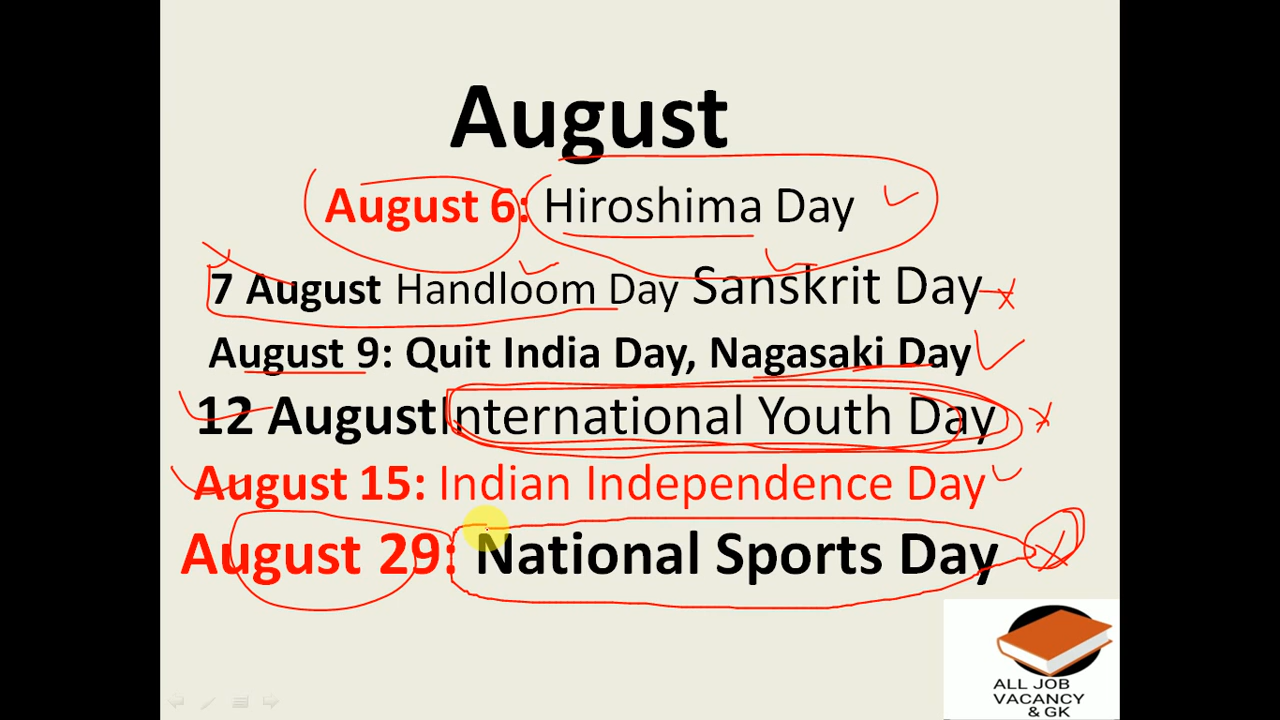 August
August 6: Hiroshima Day
7 August Handloom Day Sanskrit Day
August 9: Quit India Day, Nagasaki Day
12 August International Youth Day
August 15: Indian Independence Day
August 29: National Sports Day
ALL JOB
VACANCY
& GK